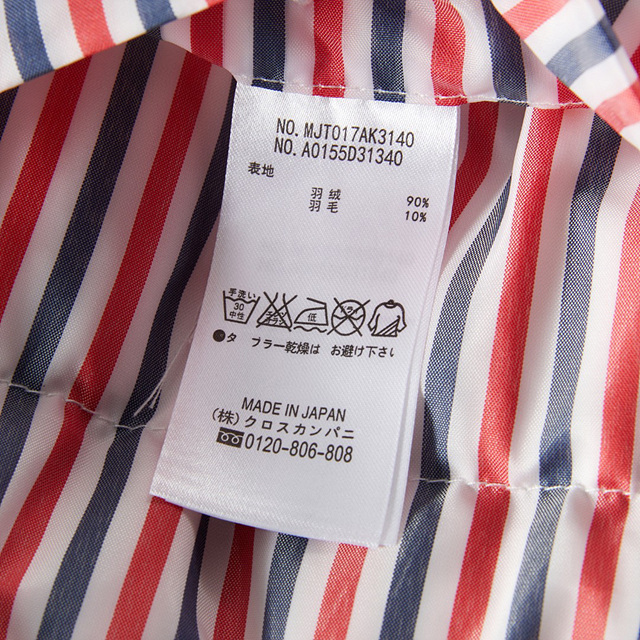 NO. MJT017AK3140
NO. A0155D31340
表地
羽绒 90%
羽毛 10%
手洗い
30
中性
低
●タ ブラー乾燥は お避け下さい
MADE IN JAPAN
(株)クロスカンパニ
0120-806-808